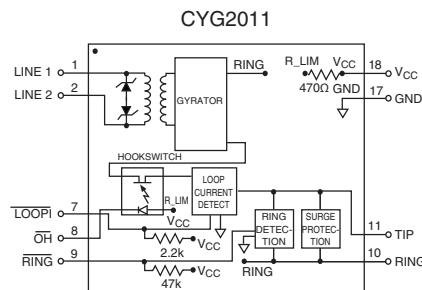 CYG2011
LINE 1
1
LINE 2
2
GYRATOR
RING
R_LIM
VCC
470Ω
GND
18
VCC
17
GND
HOOKSWITCH
R_LIM
VCC
LOOP
CURRENT
DETECT
RING
DETEC-
TION
SURGE
PROTEC-
TION
LOOPI
7
OH
8
RING
9
2.2k
VCC
47k
VCC
RING
11
TIP
10
RING